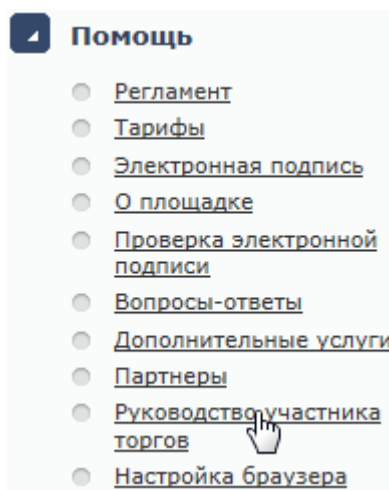 Помощь
Регламент
Тарифы
Электронная подпись
О площадке
Проверка электронной
подписи
Вопросы-ответы
Дополнительные услуги
Партнеры
Руководство участника
торгов
Настройка браузера